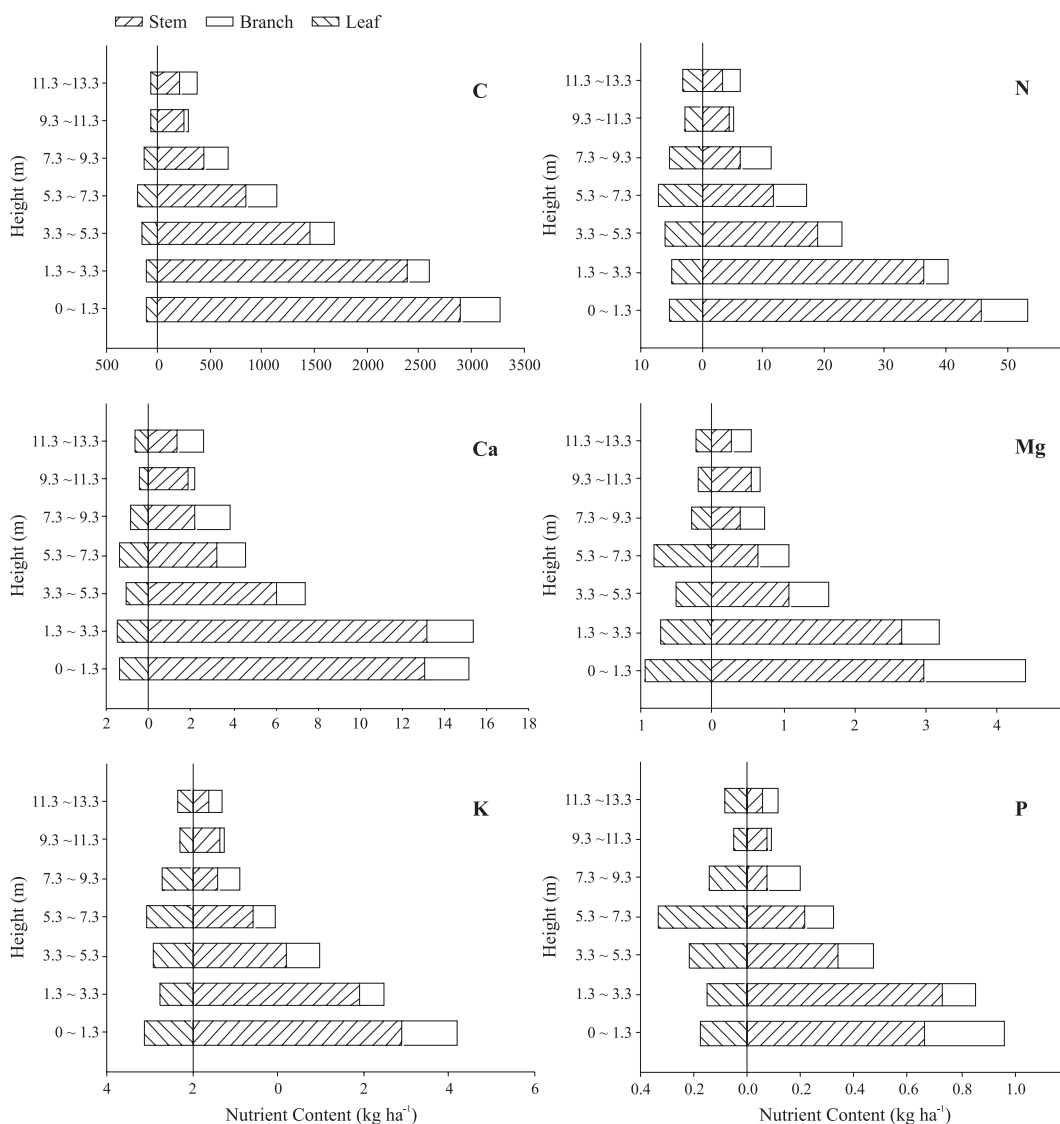 Stem Branch Leaf
C
Height (m)
11.3 ~13.3
9.3 ~11.3
7.3 ~ 9.3
5.3 ~ 7.3
3.3 ~ 5.3
1.3 ~ 3.3
0 ~ 1.3
500 0 500 1000 1500 2000 2500 3000 3500
N
Height (m)
11.3 ~13.3
9.3 ~11.3
7.3 ~ 9.3
5.3 ~ 7.3
3.3 ~ 5.3
1.3 ~ 3.3
0 ~ 1.3
10 0 10 20 30 40 50
Ca
Height (m)
11.3 ~13.3
9.3 ~11.3
7.3 ~ 9.3
5.3 ~ 7.3
3.3 ~ 5.3
1.3 ~ 3.3
0 ~ 1.3
2 0 2 4 6 8 10 12 14 16 18
Mg
Height (m)
11.3 ~13.3
9.3 ~11.3
7.3 ~ 9.3
5.3 ~ 7.3
3.3 ~ 5.3
1.3 ~ 3.3
0 ~ 1.3
1 0 1 2 3 4
K
Height (m)
11.3 ~13.3
9.3 ~11.3
7.3 ~ 9.3
5.3 ~ 7.3
3.3 ~ 5.3
1.3 ~ 3.3
0 ~ 1.3
4 2 0 2 4 6
Nutrient Content (kg ha⁻¹)
P
Height (m)
11.3 ~13.3
9.3 ~11.3
7.3 ~ 9.3
5.3 ~ 7.3
3.3 ~ 5.3
1.3 ~ 3.3
0 ~ 1.3
0.4 0.2 0.0 0.2 0.4 0.6 0.8 1.0
Nutrient Content (kg ha⁻¹)